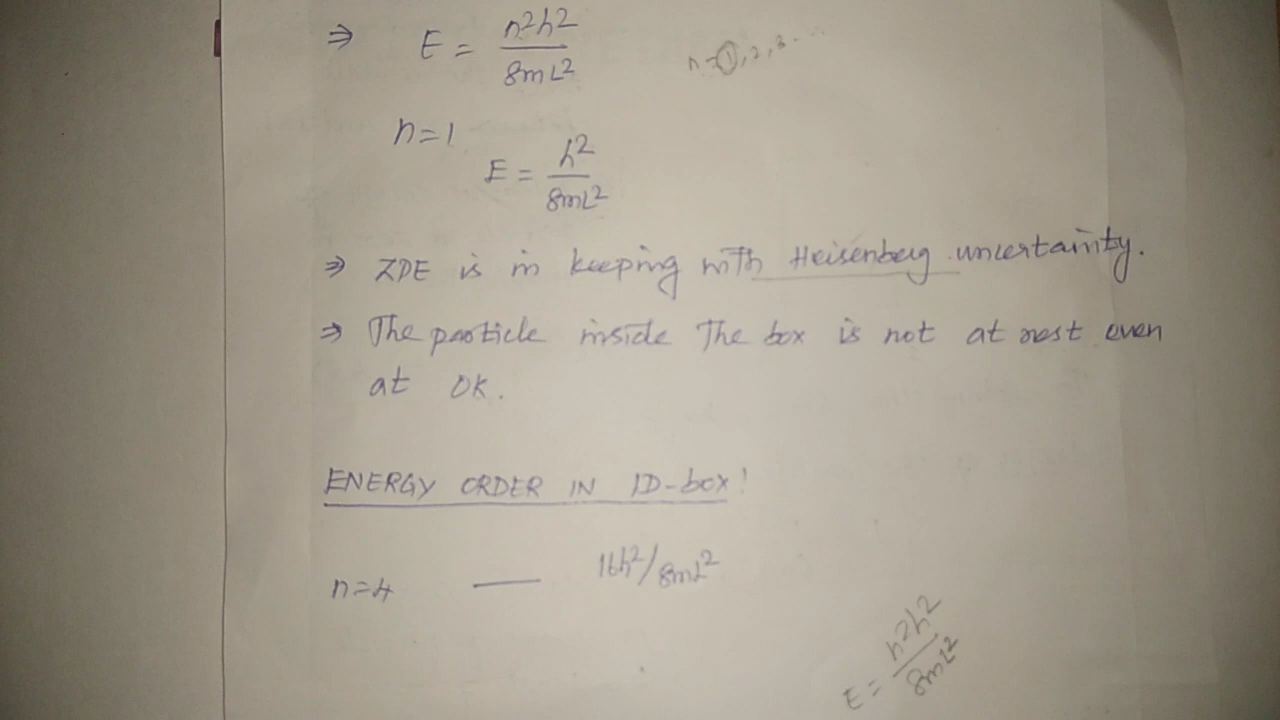 ⇒ E = n²h²/8mL² n=1, 2, 3...
n=1
E = h²/8mL²
⇒ ZPE is in keeping with Heisenberg uncertainity.
⇒ The particle inside the box is not at rest even
at 0K.
ENERGY ORDER IN 1D-box:
n=4 — 16h²/8mL²
E = n²h²/8mL²